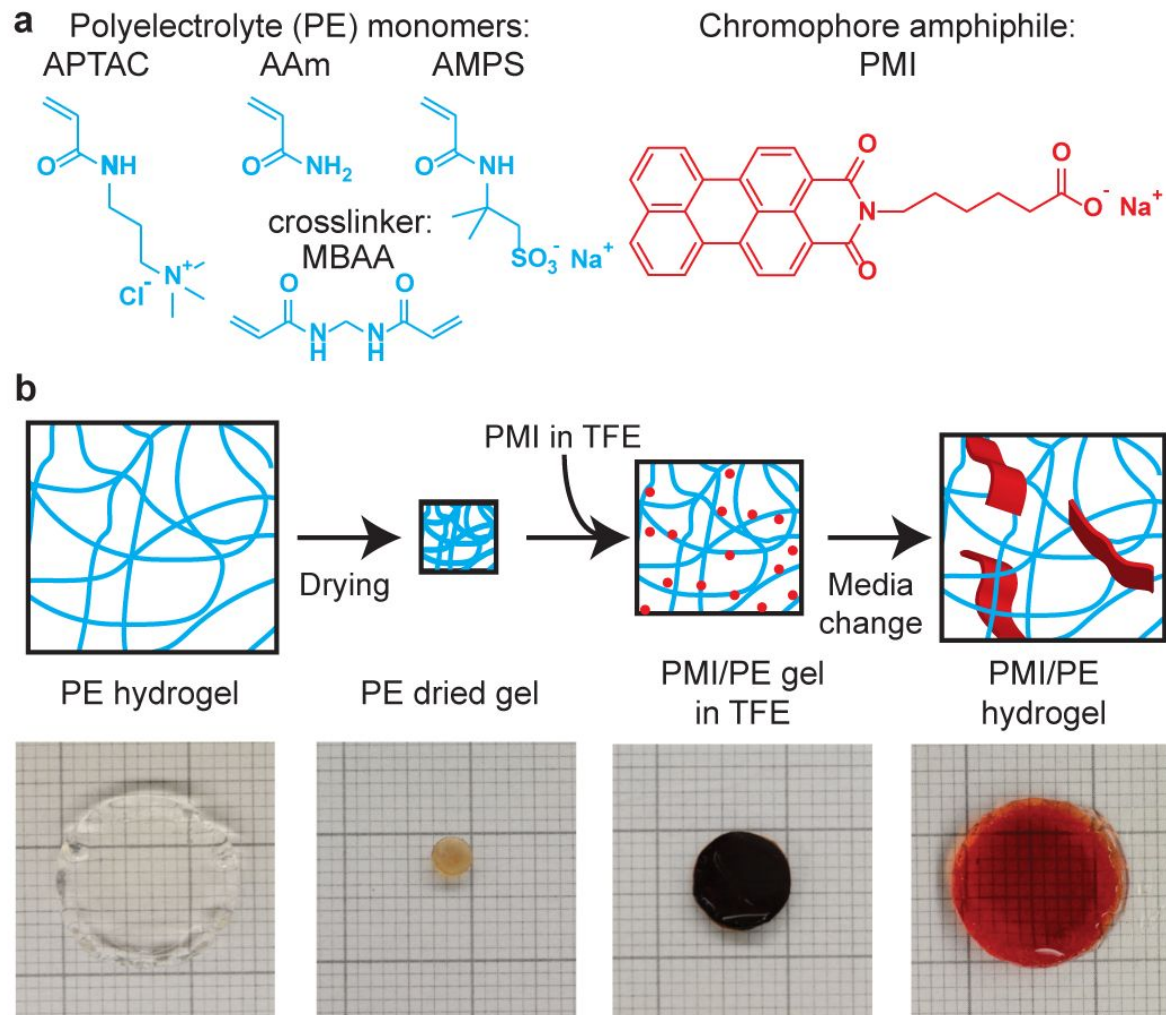 a
Polyelectrolyte (PE) monomers:
APTAC
AAm
AMPS
Chromophore amphiphile:
PMI
O
NH
N+
Cl-
O
NH2
crosslinker:
MBAA
O
O
N
H
N
H
O
NH
SO3- Na+
O
N
O
O
O- Na+
b
PMI in TFE
Drying
Media
change
PE hydrogel
PE dried gel
PMI/PE gel
in TFE
PMI/PE
hydrogel